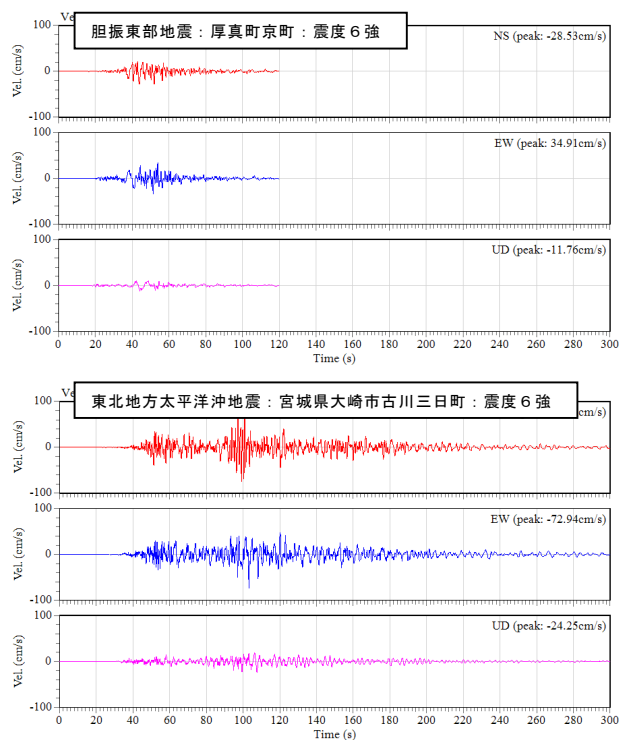 Ve
胆振東部地震：厚真町京町：震度６強
NS (peak: -28.53cm/s)
100
0
-100
Vel. (cm/s)
EW (peak: 34.91cm/s)
100
0
-100
Vel. (cm/s)
UD (peak: -11.76cm/s)
100
0
-100
Vel. (cm/s)
0 20 40 60 80 100 120 140 160 180 200 220 240 260 280 300
Time (s)
Ve
東北地方太平洋沖地震：宮城県大崎市古川三日町：震度６強
cm/s)
100
0
-100
Vel. (cm/s)
EW (peak: -72.94cm/s)
100
0
-100
Vel. (cm/s)
UD (peak: -24.25cm/s)
100
0
-100
Vel. (cm/s)
0 20 40 60 80 100 120 140 160 180 200 220 240 260 280 300
Time (s)